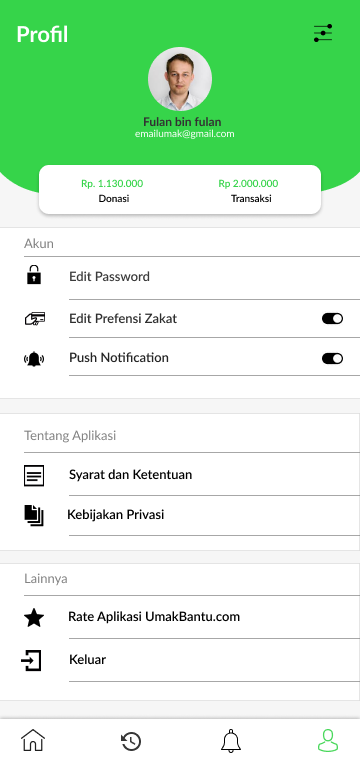 Profil
Fulan bin fulan
emailumak@gmail.com
Rp. 1.130.000
Rp 2.000.000
Donasi
Transaksi
Akun
Edit Password
Edit Prefensi Zakat
Push Notification
Tentang Aplikasi
Syarat dan Ketentuan
Kebijakan Privasi
Lainnya
Rate Aplikasi UmakBantu.com
Keluar